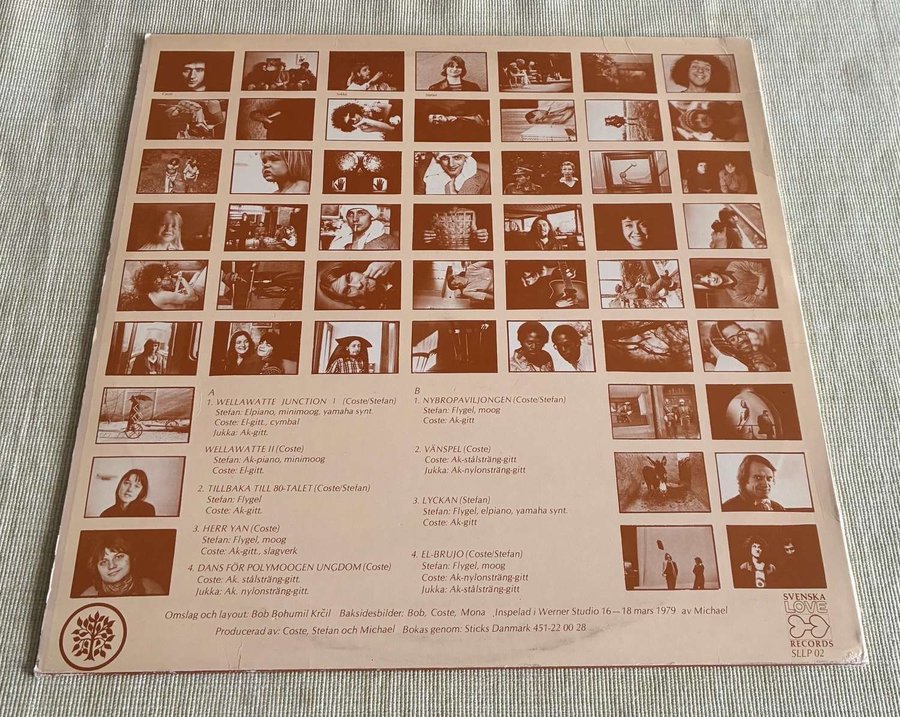 Coste
Jukka
Stefan
A
1. WELLAWATTE JUNCTION 1 (Coste/Stefan)
Stefan: Elpiano, minimoog, yamaha synt.
Coste: El-gitt., cymbal
Jukka: Ak-gitt.
WELLAWATTE II (Coste)
Stefan: Ak-piano, minimoog
Coste: El-gitt.
2. TILLBAKA TILL 80-TALET (Coste/Stefan)
Stefan: Flygel
Coste: Ak-gitt.
3. HERR YAN (Coste)
Stefan: Flygel, moog
Coste: Ak-gitt., slagverk
4. DANS FÖR POLYMOOGEN UNGDOM (Coste)
Coste: Ak. stålsträng-gitt.
Jukka: Ak. nylonsträng-gitt.
B
1. NYBROPAVILJONGEN (Coste/Stefan)
Stefan: Flygel, moog
Coste: Ak-gitt
2. VÄNSPEL (Coste)
Coste: Ak-stålsträng-gitt
Jukka: Ak-nylonsträng-gitt
3. LYCKAN (Stefan)
Stefan: Flygel, elpiano, yamaha synt.
Coste: Ak-gitt
4. EL-BRUJO (Coste/Stefan)
Stefan: Flygel, moog
Coste: Ak-nylonsträng-gitt
Jukka: Ak-stålsträng-gitt
Omslag och layout: Bob Bohumil Krčil Baksidesbilder: Bob, Coste, Mona ,Inspelad i Werner Studio 16—18 mars 1979 av Michael
Producerad av: Coste, Stefan och Michael Bokas genom: Sticks Danmark 451-22 00 28
SVENSKA
LOVE
RECORDS
SLLP 02